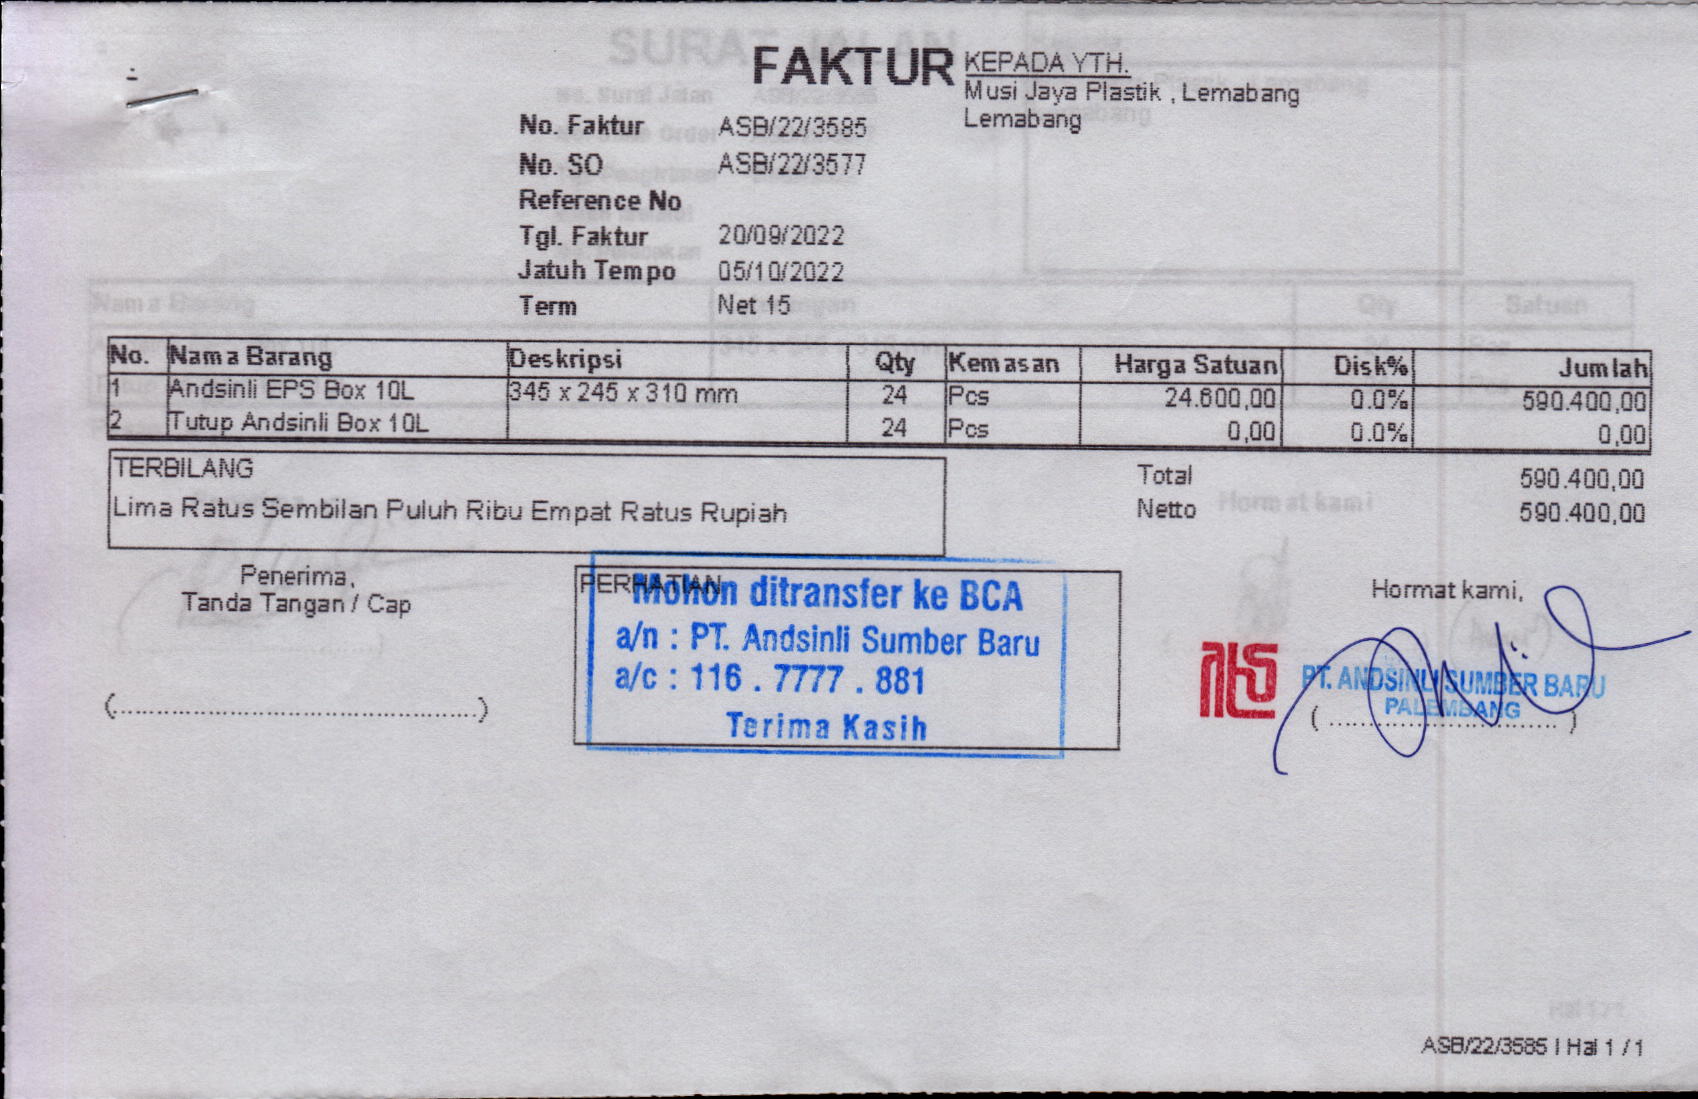 FAKTUR
KEPADA YTH.
Musi Jaya Plastik , Lemabang
Lemabang
No. Faktur ASB/22/3585
No. SO ASB/22/3577
Reference No
Tgl. Faktur 20/09/2022
Jatuh Tempo 05/10/2022
Term Net 15
No. Nama Barang Deskripsi Qty Kemasan Harga Satuan Disk% Jumlah
1 Andsinli EPS Box 10L 345 x 245 x 310 mm 24 Pcs 24.600,00 0.0% 590.400,00
2 Tutup Andsinli Box 10L 24 Pcs 0,00 0.0% 0,00
TERBILANG
Lima Ratus Sembilan Puluh Ribu Empat Ratus Rupiah
Total 590.400,00
Netto 590.400,00
Penerima,
Tanda Tangan / Cap
(................................................)
PERHATIAN
Mohon ditransfer ke BCA
a/n : PT. Andsinli Sumber Baru
a/c : 116 . 7777 . 881
Terima Kasih
Hormat kami,
PT. ANDSINLI SUMBER BARU
PALEMBANG
( .............................. )
ASB/22/3585 | Hal 1 / 1